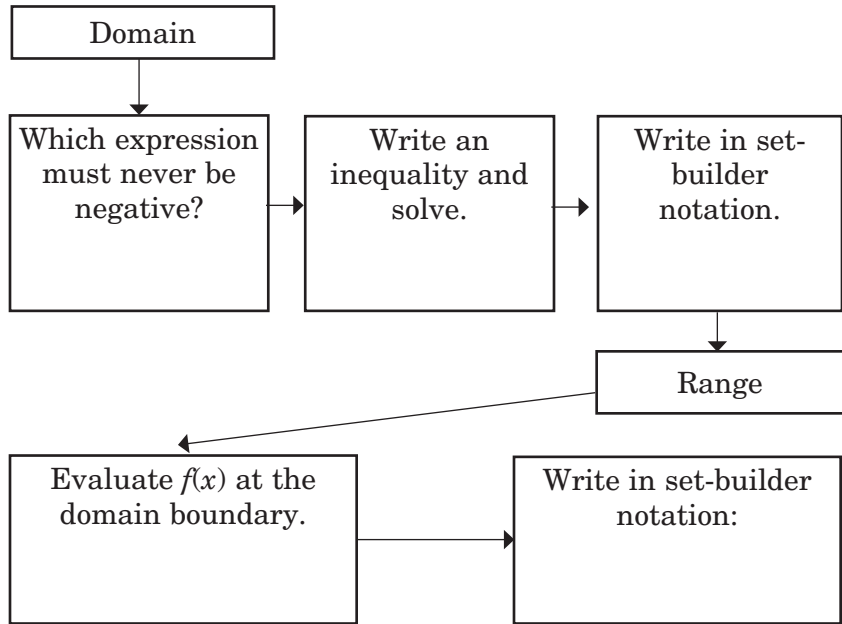 Domain
Which expression
must never be
negative?
Write an
inequality and
solve.
Write in set-
builder
notation.
Range
Evaluate f(x) at the
domain boundary.
Write in set-builder
notation: